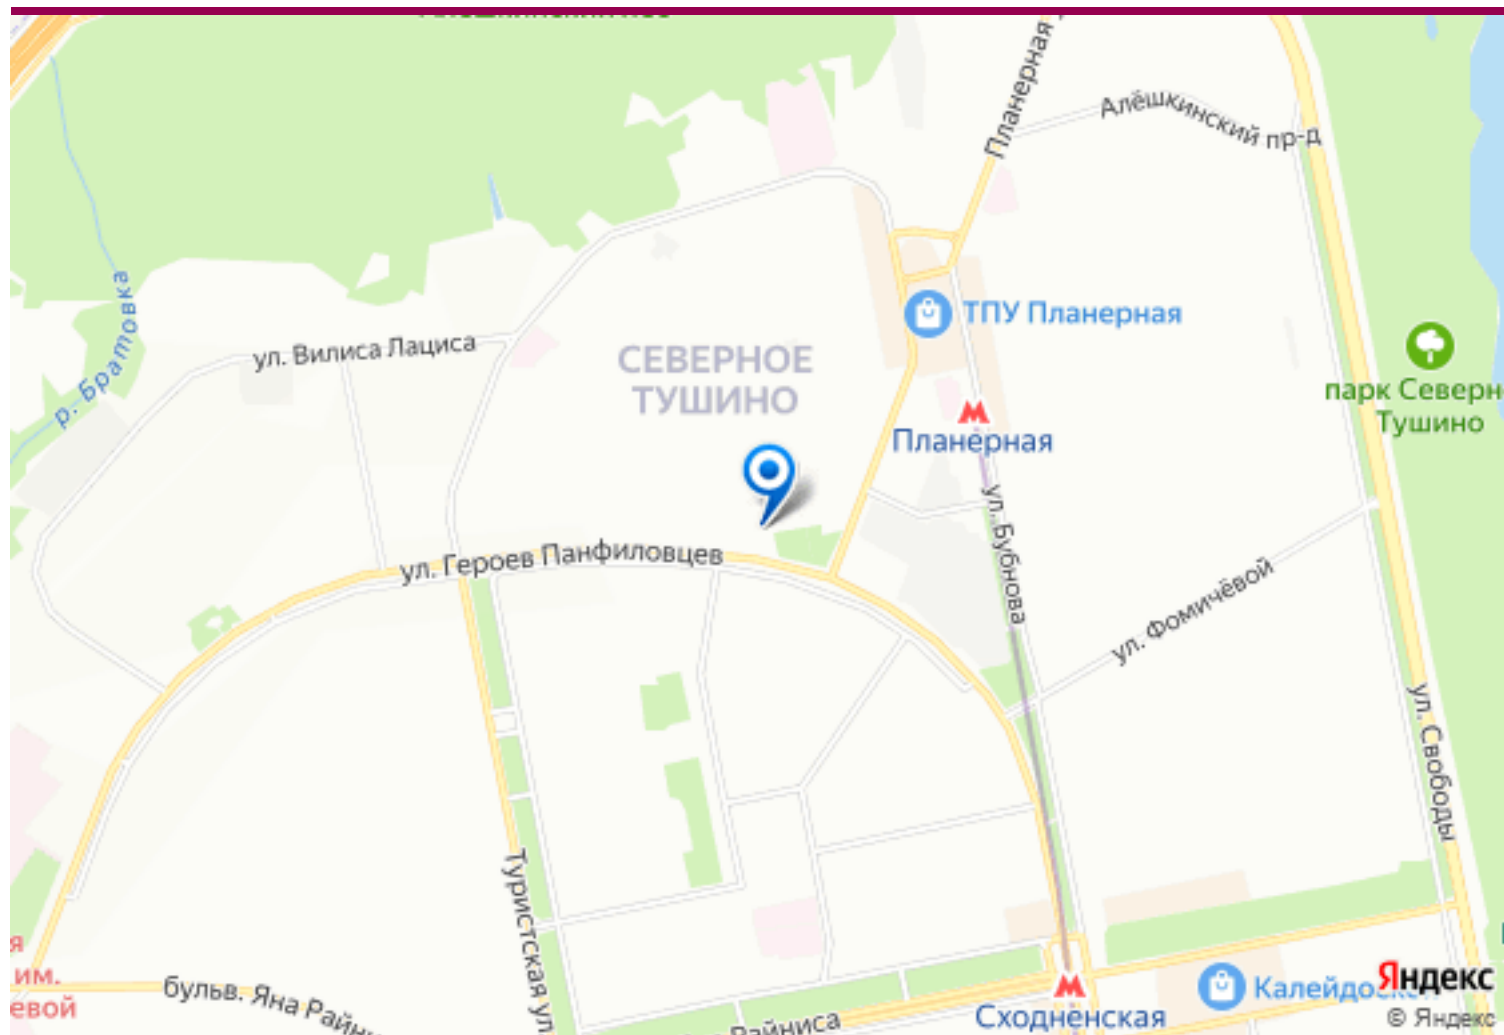 Планерная
Алёшкинский пр-д
ТПУ Планерная
р. Братовка
ул. Вилиса Лациса
СЕВЕРНОЕ
ТУШИНО
парк Северн
Тушино
Планерная
ул. Бубнова
ул. Героев Панфиловцев
ул. Фомичёвой
ул. Свободы
Туристская ул
я
им.
евой
бульв. Яна Райни
Райниса
Сходненская
Калейдо
Яндекс
© Яндекс